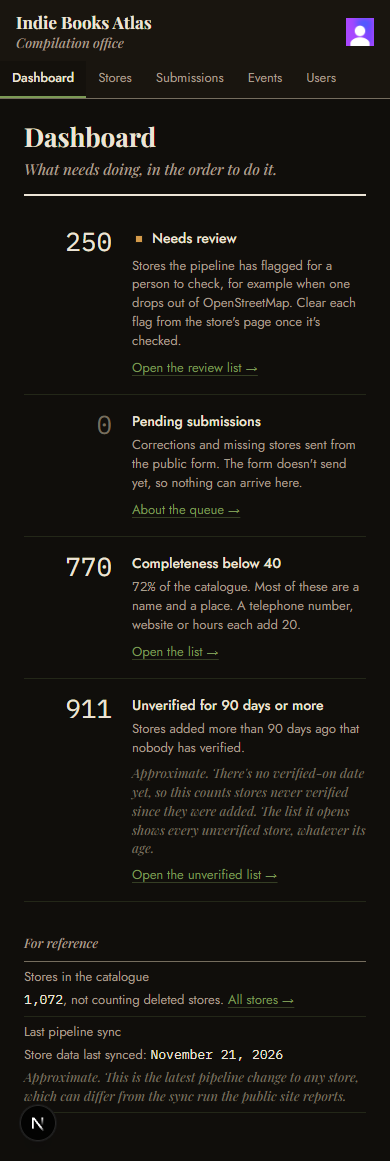 Indie Books Atlas
Compilation office
Dashboard Stores Submissions Events Users
Dashboard
What needs doing, in the order to do it.
250 Needs review
Stores the pipeline has flagged for a
person to check, for example when one
drops out of OpenStreetMap. Clear each
flag from the store's page once it's
checked.
Open the review list →
0 Pending submissions
Corrections and missing stores sent from
the public form. The form doesn't send
yet, so nothing can arrive here.
About the queue →
770 Completeness below 40
72% of the catalogue. Most of these are a
name and a place. A telephone number,
website or hours each add 20.
Open the list →
911 Unverified for 90 days or more
Stores added more than 90 days ago that
nobody has verified.
Approximate. There's no verified-on date
yet, so this counts stores never verified
since they were added. The list it opens
shows every unverified store, whatever its
age.
Open the unverified list →
For reference
Stores in the catalogue
1,072, not counting deleted stores. All stores →
Last pipeline sync
Store data last synced: November 21, 2026
Approximate. This is the latest pipeline change to any store,
which can differ from the sync run the public site reports.
N